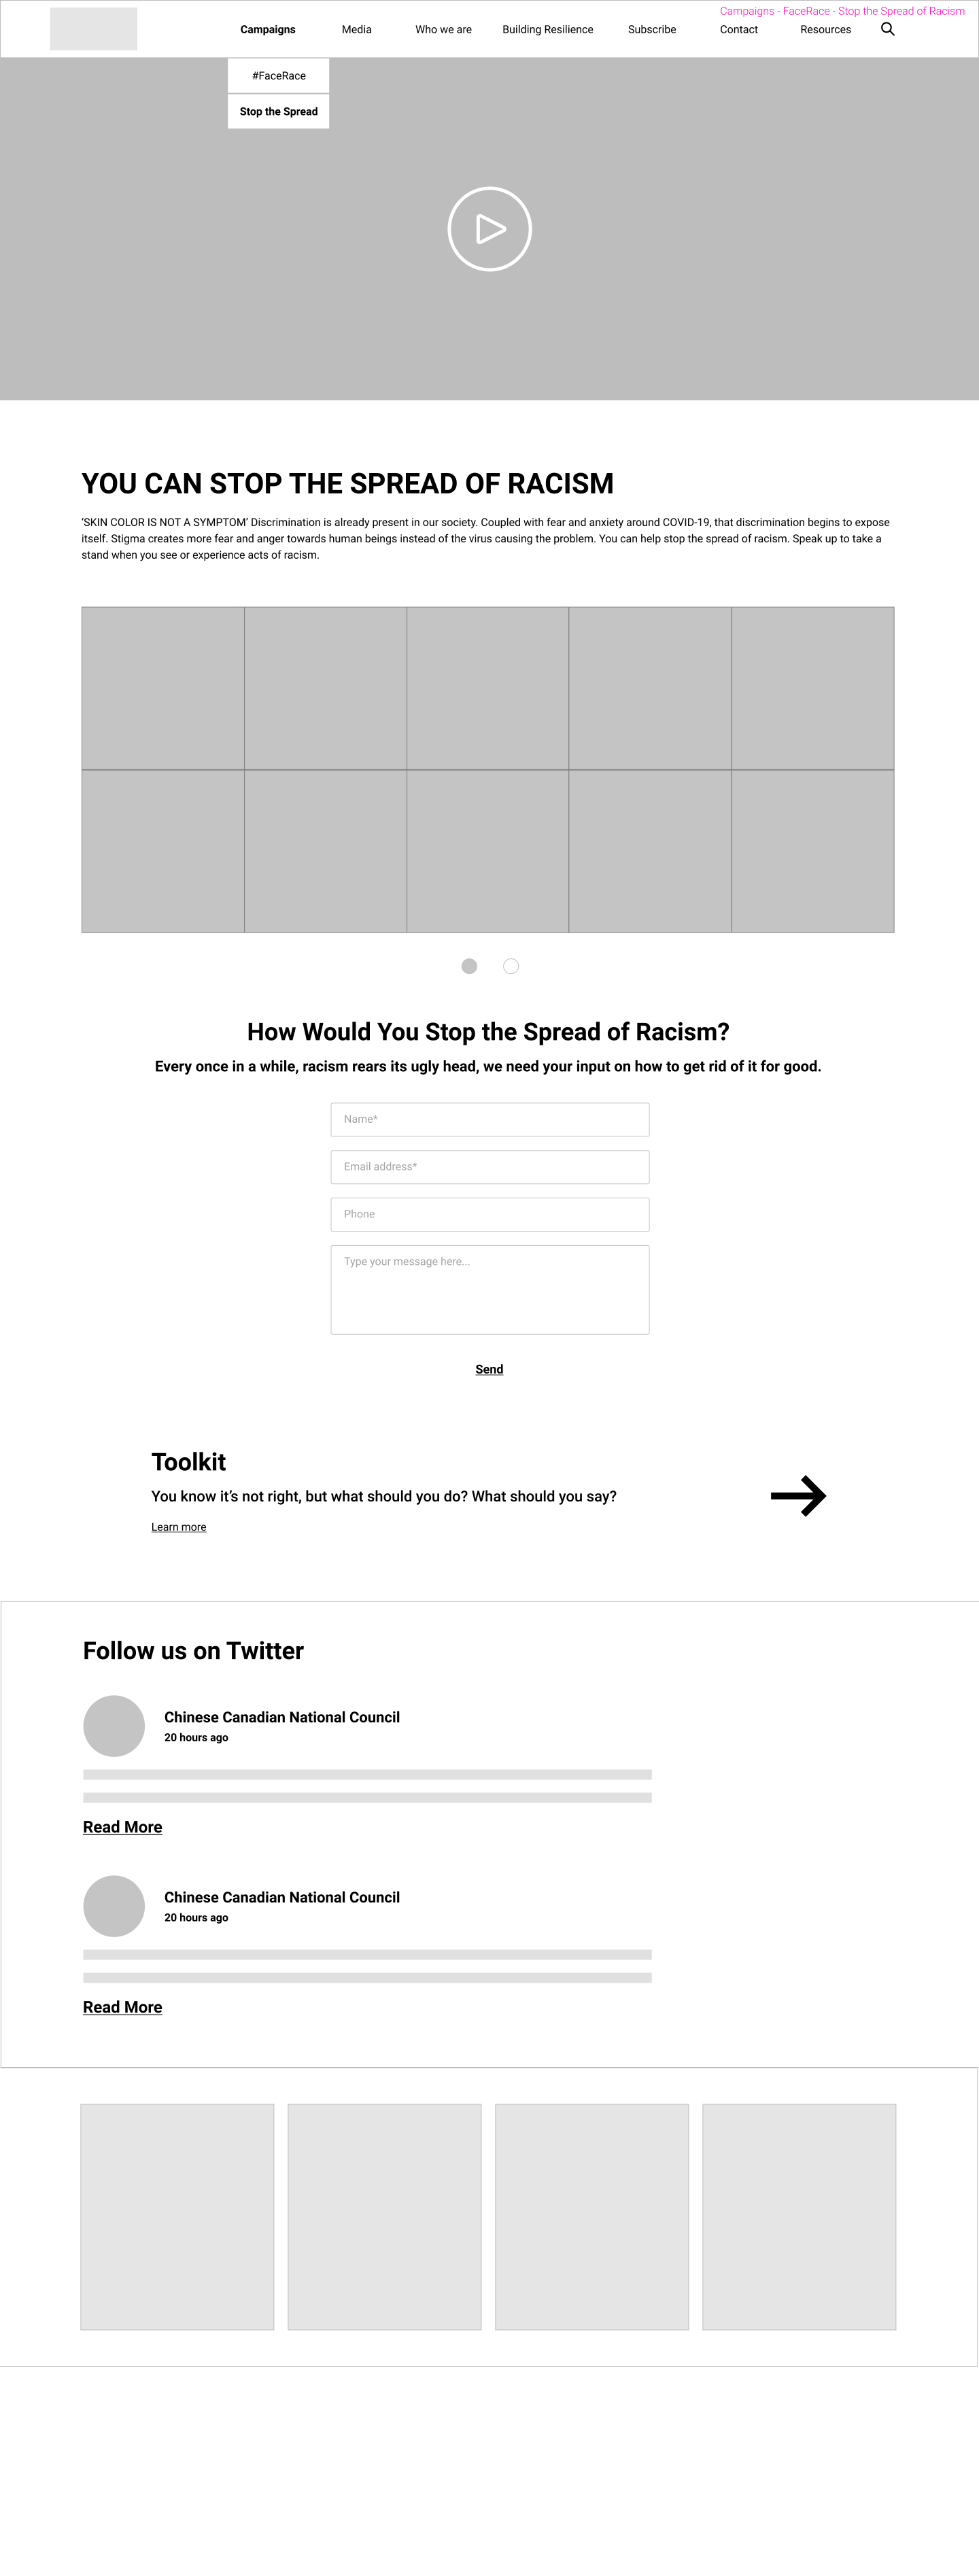 Campaigns - FaceRace - Stop the Spread of Racism
Campaigns Media Who we are Building Resilience Subscribe Contact Resources
#FaceRace
Stop the Spread
YOU CAN STOP THE SPREAD OF RACISM
‘SKIN COLOR IS NOT A SYMPTOM’ Discrimination is already present in our society. Coupled with fear and anxiety around COVID-19, that discrimination begins to expose
itself. Stigma creates more fear and anger towards human beings instead of the virus causing the problem. You can help stop the spread of racism. Speak up to take a
stand when you see or experience acts of racism.
How Would You Stop the Spread of Racism?
Every once in a while, racism rears its ugly head, we need your input on how to get rid of it for good.
Name*
Email address*
Phone
Type your message here...
Send
Toolkit
You know it’s not right, but what should you do? What should you say?
Learn more
Follow us on Twitter
Chinese Canadian National Council
20 hours ago
Read More
Chinese Canadian National Council
20 hours ago
Read More